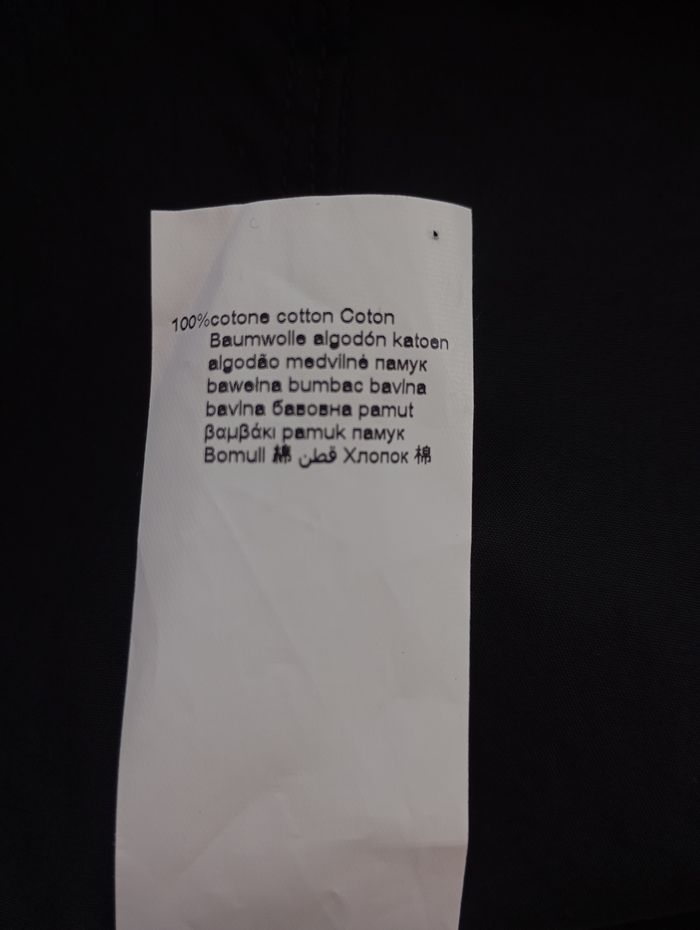 100%cotone cotton Coton
Baumwolle algodón katoen
algodão medvilnė памук
bawełna bumbac bavlna
bavlna бавовна pamut
βαμβάκι pamuk памук
Bomull 棉 قطن Хлопок 棉